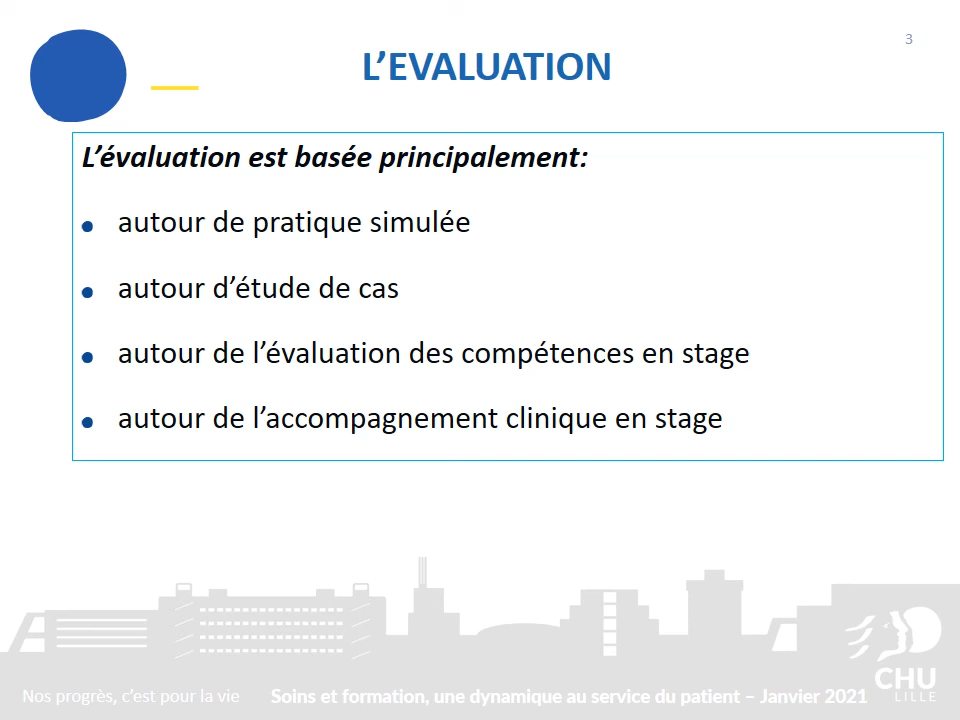 3
L’EVALUATION
L’évaluation est basée principalement:
autour de pratique simulée
autour d’étude de cas
autour de l’évaluation des compétences en stage
autour de l’accompagnement clinique en stage
Nos progrès, c’est pour la vie
Soins et formation, une dynamique au service du patient – Janvier 2021
CHU
LILLE